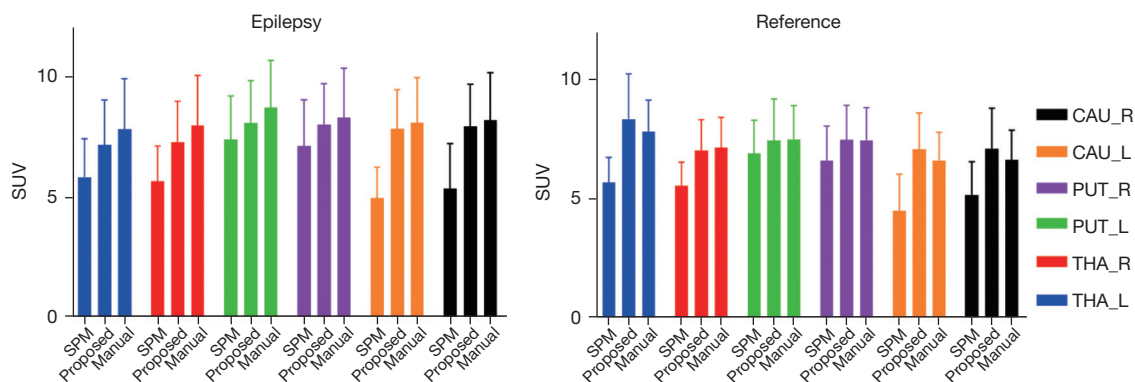 Epilepsy
SUV
10
5
0
SPM
Proposed
Manual
SPM
Proposed
Manual
SPM
Proposed
Manual
SPM
Proposed
Manual
SPM
Proposed
Manual
SPM
Proposed
Manual
Reference
SUV
10
5
0
SPM
Proposed
Manual
SPM
Proposed
Manual
SPM
Proposed
Manual
SPM
Proposed
Manual
SPM
Proposed
Manual
SPM
Proposed
Manual
CAU_R
CAU_L
PUT_R
PUT_L
THA_R
THA_L